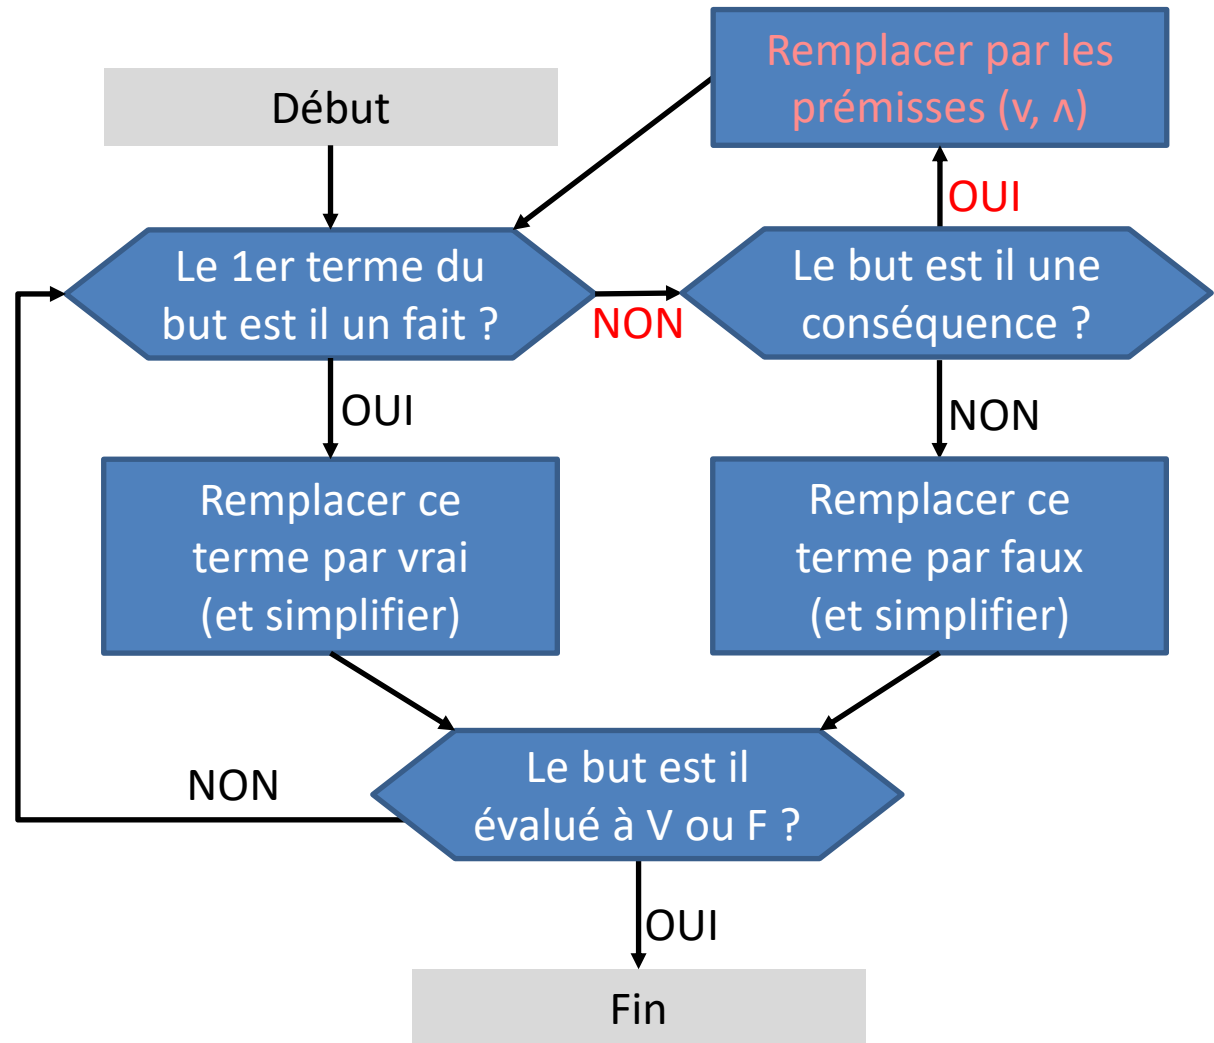 Remplacer par les
prémisses (v, ʌ)
Début
OUI
Le 1er terme du
but est il un fait ?
NON
Le but est il une
conséquence ?
OUI
NON
Remplacer ce
terme par vrai
(et simplifier)
Remplacer ce
terme par faux
(et simplifier)
NON
Le but est il
évalué à V ou F ?
OUI
Fin